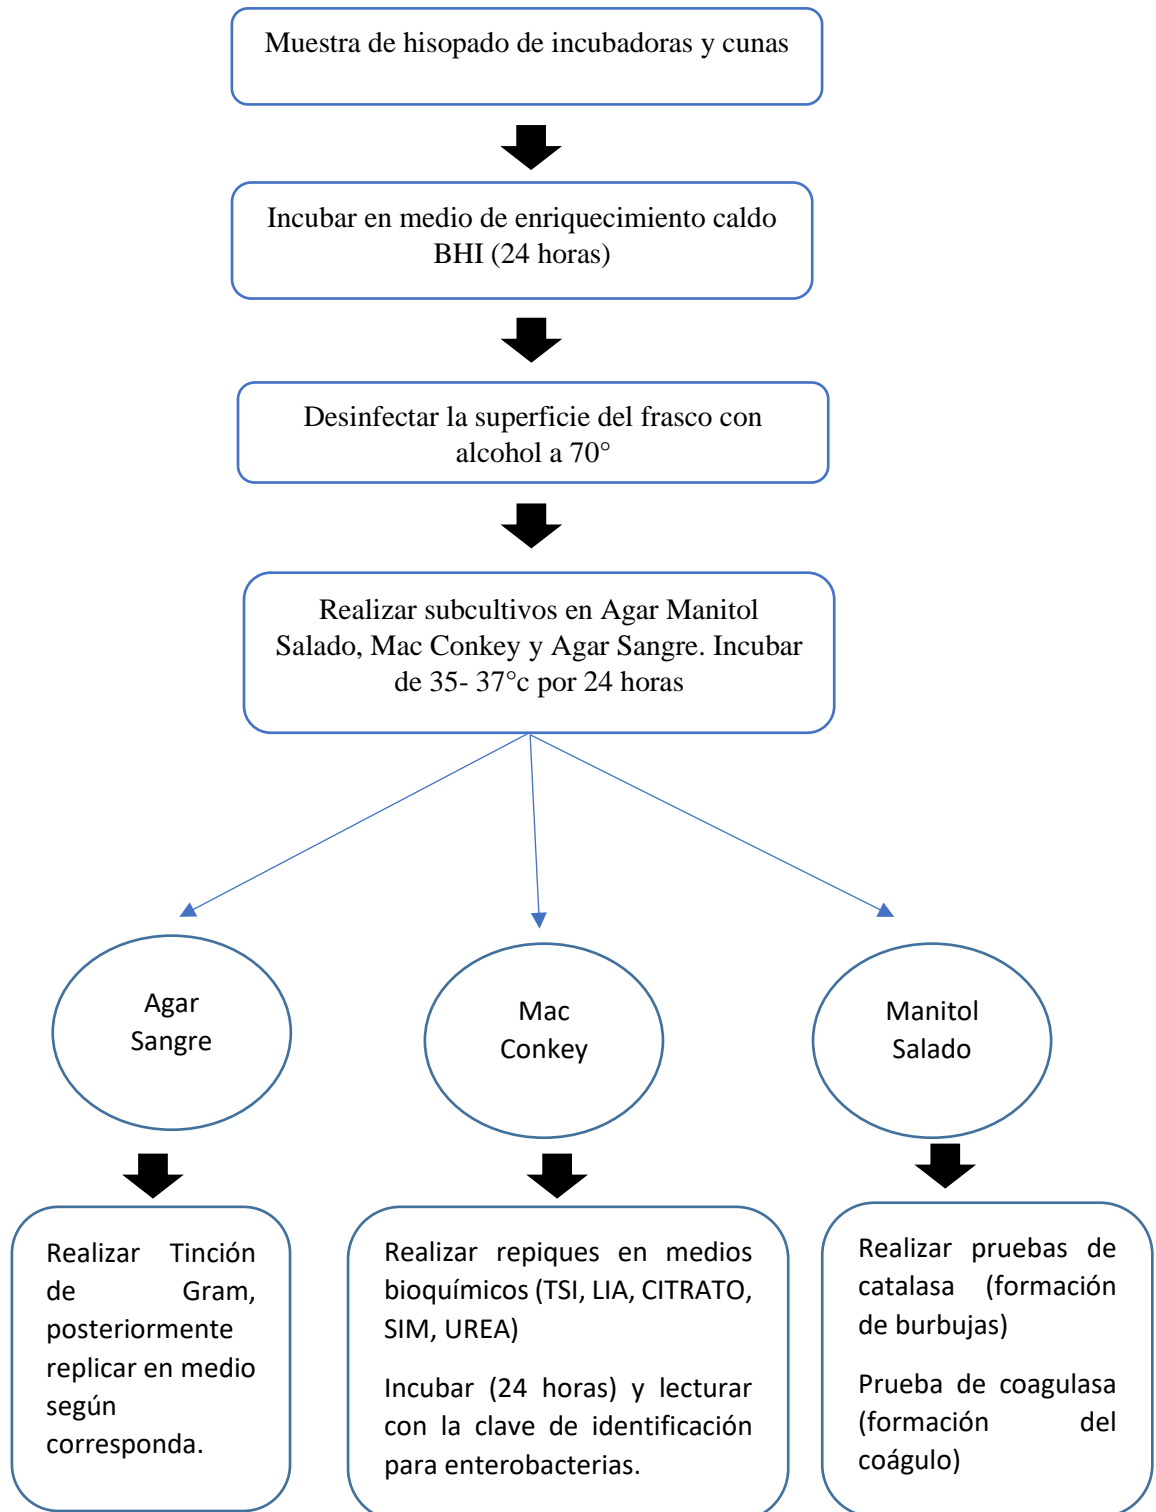 Muestra de hisopado de incubadoras y cunas
Incubar en medio de enriquecimiento caldo
BHI (24 horas)
Desinfectar la superficie del frasco con
alcohol a 70°
Realizar subcultivos en Agar Manitol
Salado, Mac Conkey y Agar Sangre. Incubar
de 35- 37°c por 24 horas
Agar
Sangre
Mac
Conkey
Manitol
Salado
Realizar Tinción
de Gram,
posteriormente
replicar en medio
según
corresponda.
Realizar repiques en medios
bioquímicos (TSI, LIA, CITRATO,
SIM, UREA)
Incubar (24 horas) y lecturar
con la clave de identificación
para enterobacterias.
Realizar pruebas de
catalasa (formación
de burbujas)
Prueba de coagulasa
(formación del
coágulo)